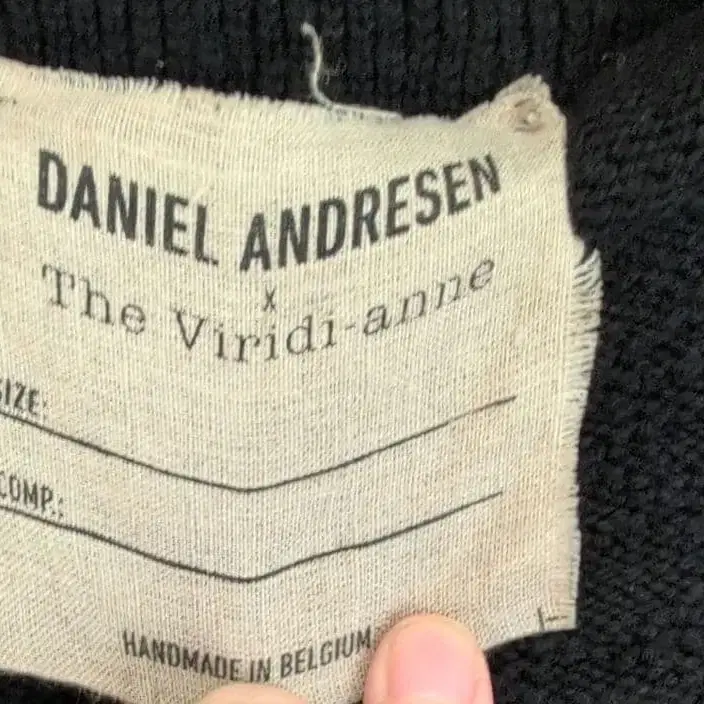 DANIEL ANDRESEN
X
The Viridi-anne
SIZE:
COMP.:
HANDMADE IN BELGIUM